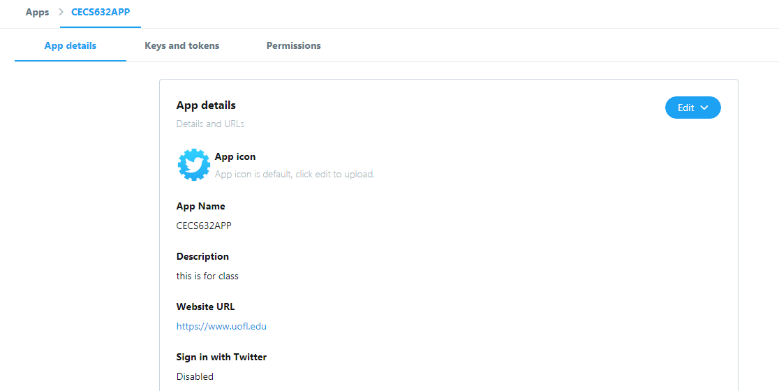 Apps > CECS632APP
App details Keys and tokens Permissions
App details
Edit
Details and URLs
App icon
App icon is default, click edit to upload.
App Name
CECS632APP
Description
this is for class
Website URL
https://www.uofl.edu
Sign in with Twitter
Disabled